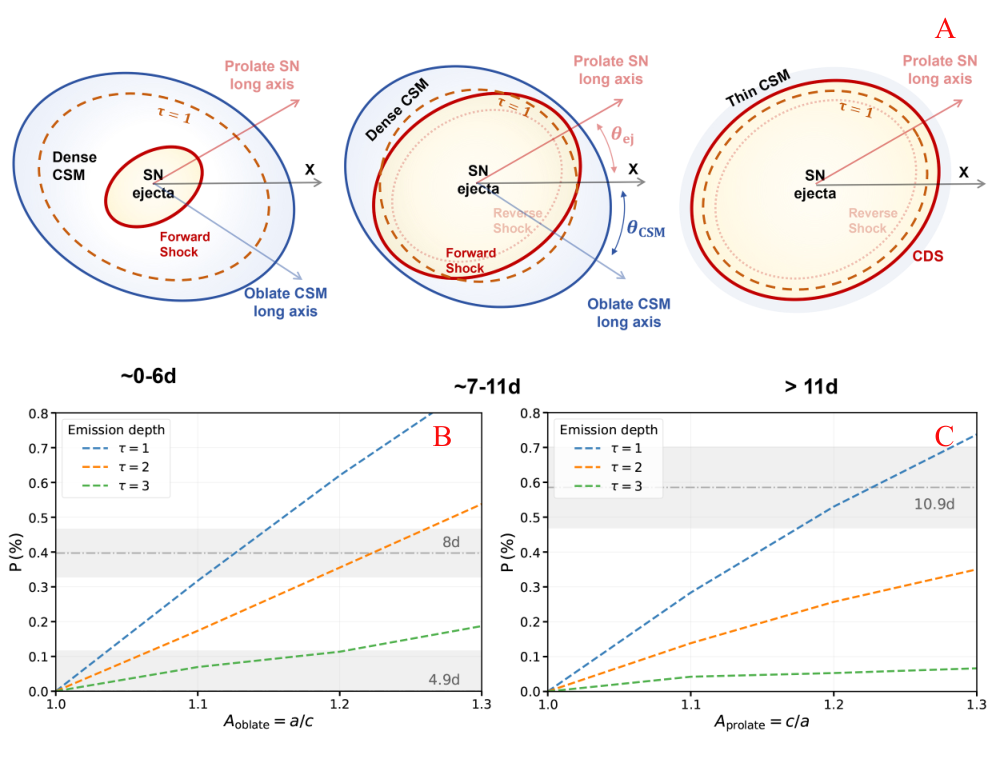 A
Prolate SN
long axis
τ = 1
Dense
CSM
SN
ejecta
X
Forward
Shock
Oblate CSM
long axis
Prolate SN
long axis
Dense CSM
τ = 1
θej
SN
ejecta
X
Reverse
Shock
θCSM
Forward
Shock
Oblate CSM
long axis
Prolate SN
long axis
Thin CSM
τ = 1
SN
ejecta
X
Reverse
Shock
CDS
~0-6d
~7-11d
> 11d
B
Emission depth
τ = 1
τ = 2
τ = 3
8d
4.9d
P (%)
0.8
0.7
0.6
0.5
0.4
0.3
0.2
0.1
0.0
1.0 1.1 1.2 1.3
Aoblate = a/c
C
Emission depth
τ = 1
τ = 2
τ = 3
10.9d
P (%)
0.8
0.7
0.6
0.5
0.4
0.3
0.2
0.1
0.0
1.0 1.1 1.2 1.3
Aprolate = c/a